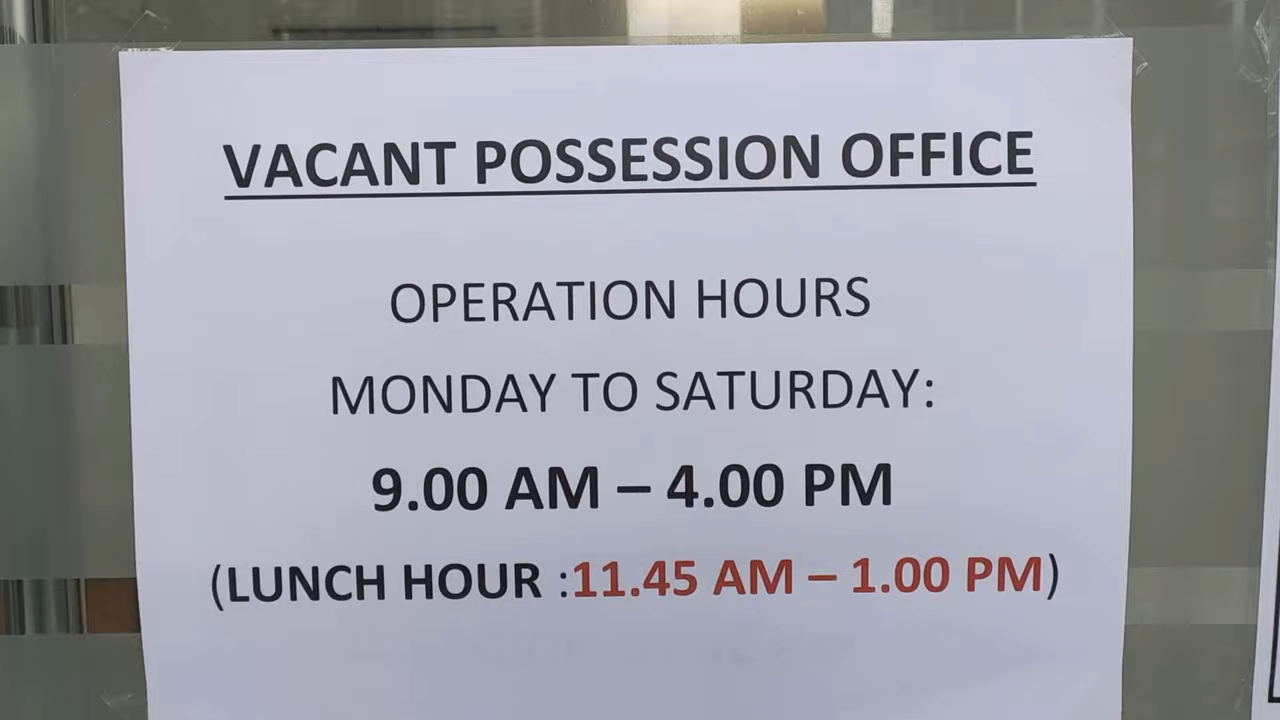 VACANT POSSESSION OFFICE
OPERATION HOURS
MONDAY TO SATURDAY:
9.00 AM – 4.00 PM
(LUNCH HOUR :11.45 AM – 1.00 PM)